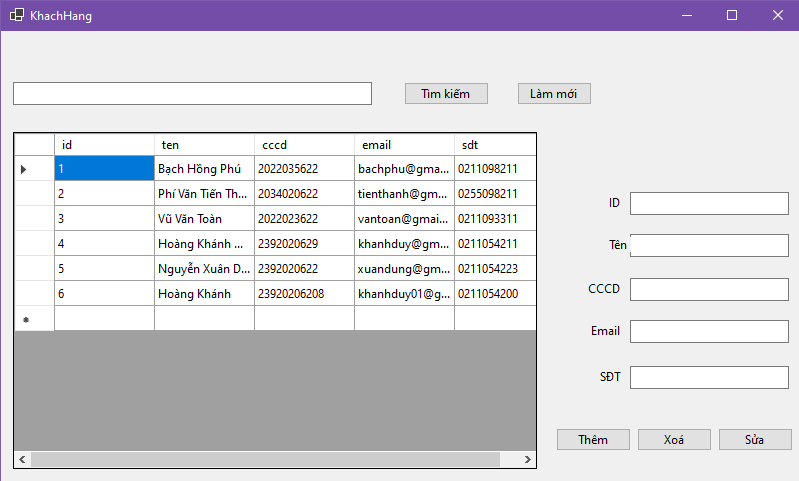 KhachHang
Tìm kiếm Làm mới
id ten cccd email sdt
1 Bạch Hồng Phú 2022035622 bachphu@gma... 0211098211
2 Phí Văn Tiến Th... 2034020622 tienthanh@gm... 0255098211
3 Vũ Văn Toàn 2022023622 vantoan@gmai... 0211093311
4 Hoàng Khánh ... 2392020629 khanhduy@gm... 0211054211
5 Nguyễn Xuân D... 2392020622 xuandung@gm... 0211054223
6 Hoàng Khánh 23920206208 khanhduy01@g... 0211054200
ID
Tên
CCCD
Email
SĐT
Thêm Xoá Sửa